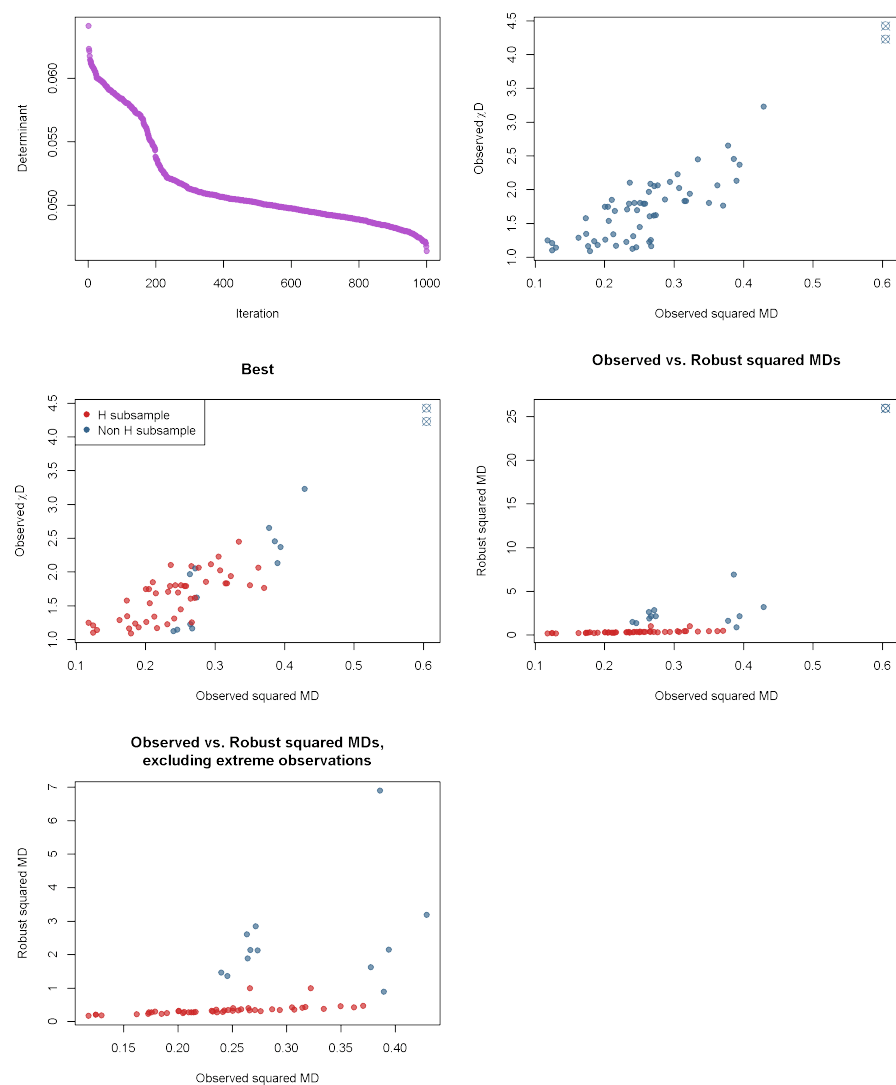 Determinant
0.050 0.055 0.060
0 200 400 600 800 1000
Iteration
Observed χD
1.0 1.5 2.0 2.5 3.0 3.5 4.0 4.5
0.1 0.2 0.3 0.4 0.5 0.6
Observed squared MD
Best
H subsample
Non H subsample
Observed χD
1.0 1.5 2.0 2.5 3.0 3.5 4.0 4.5
0.1 0.2 0.3 0.4 0.5 0.6
Observed squared MD
Observed vs. Robust squared MDs
Robust squared MD
0 5 10 15 20 25
0.1 0.2 0.3 0.4 0.5 0.6
Observed squared MD
Observed vs. Robust squared MDs,
excluding extreme observations
Robust squared MD
0 1 2 3 4 5 6 7
0.15 0.20 0.25 0.30 0.35 0.40
Observed squared MD